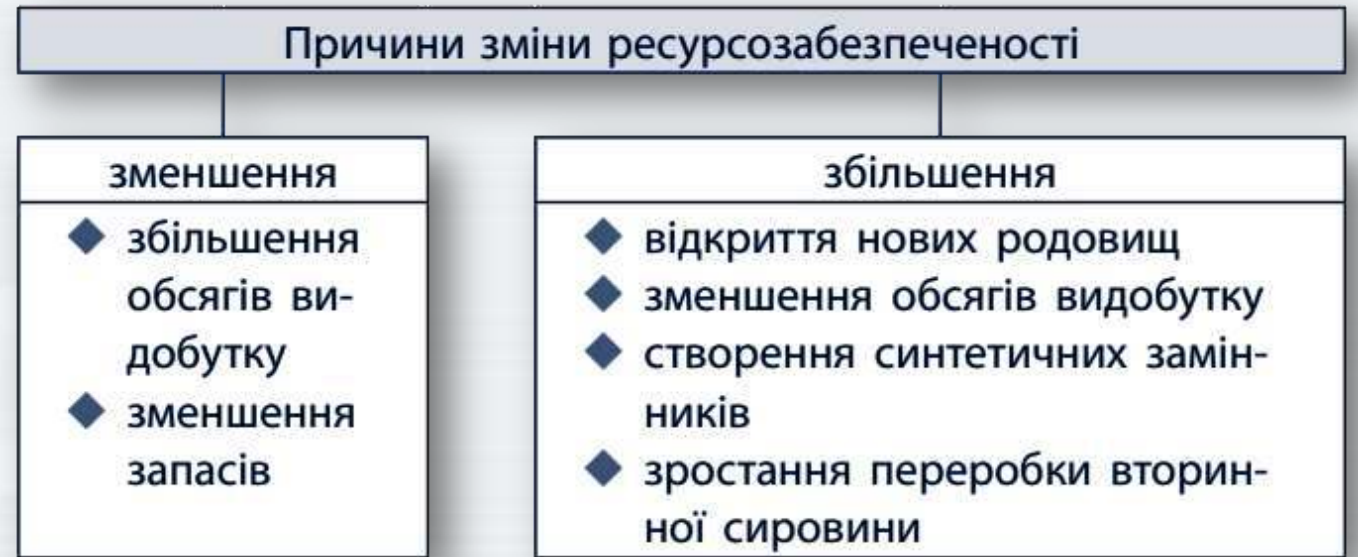 Причини зміни ресурсозабезпеченості
зменшення
◆ збільшення
обсягів ви-
добутку
◆ зменшення
запасів
збільшення
◆ відкриття нових родовищ
◆ зменшення обсягів видобутку
◆ створення синтетичних замін-
ників
◆ зростання переробки вторин-
ної сировини